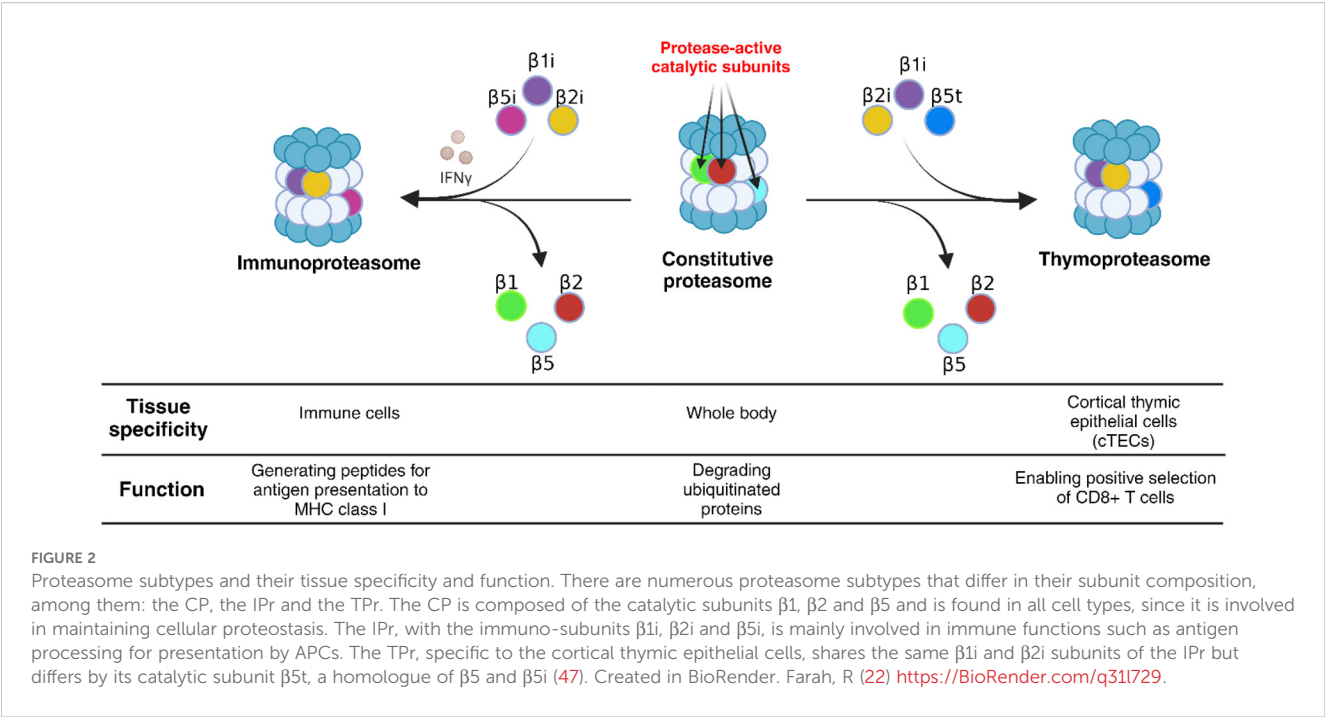 Protease-active
catalytic subunits
β1i
β5i
β2i
IFNγ
β1i
β2i
β5t
Immunoproteasome
Constitutive
proteasome
Thymoproteasome
β1
β2
β5
β1
β2
β5
Tissue
specificity
Immune cells
Whole body
Cortical thymic
epithelial cells
(cTECs)
Function
Generating peptides for
antigen presentation to
MHC class I
Degrading
ubiquitinated
proteins
Enabling positive selection
of CD8+ T cells
FIGURE 2
Proteasome subtypes and their tissue specificity and function. There are numerous proteasome subtypes that differ in their subunit composition,
among them: the CP, the IPr and the TPr. The CP is composed of the catalytic subunits β1, β2 and β5 and is found in all cell types, since it is involved
in maintaining cellular proteostasis. The IPr, with the immuno-subunits β1i, β2i and β5i, is mainly involved in immune functions such as antigen
processing for presentation by APCs. The TPr, specific to the cortical thymic epithelial cells, shares the same β1i and β2i subunits of the IPr but
differs by its catalytic subunit β5t, a homologue of β5 and β5i (47). Created in BioRender. Farah, R (22) https://BioRender.com/q31l729.